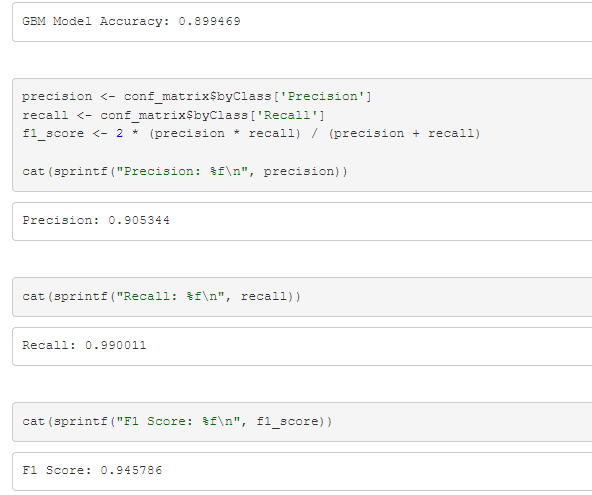 GBM Model Accuracy: 0.899469
precision <- conf_matrix$byClass['Precision']
recall <- conf_matrix$byClass['Recall']
f1_score <- 2 * (precision * recall) / (precision + recall)
cat(sprintf("Precision: %f\n", precision))
Precision: 0.905344
cat(sprintf("Recall: %f\n", recall))
Recall: 0.990011
cat(sprintf("F1 Score: %f\n", f1_score))
F1 Score: 0.945786